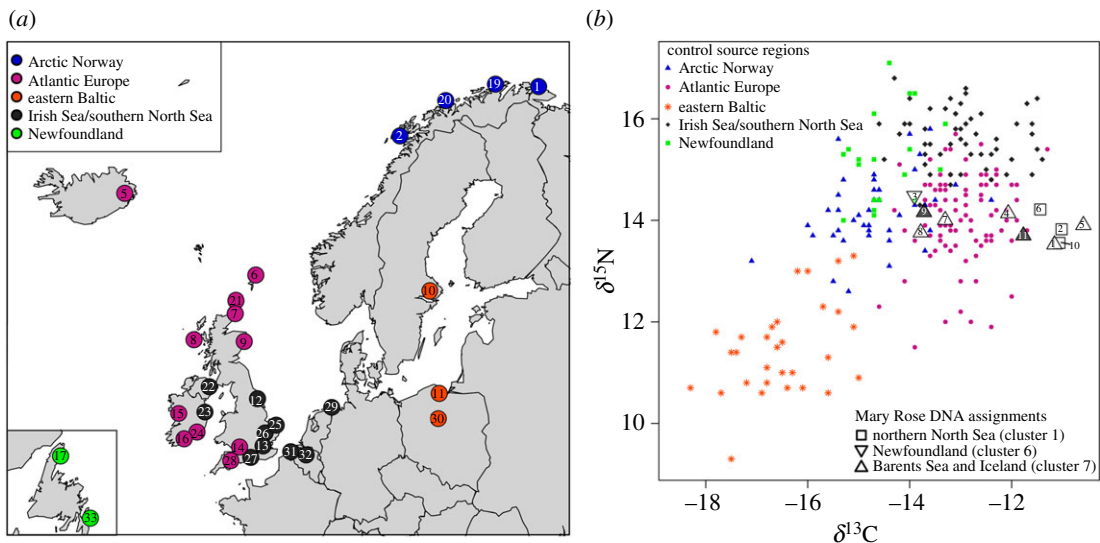 (a)
Arctic Norway
Atlantic Europe
eastern Baltic
Irish Sea/southern North Sea
Newfoundland
19
1
20
2
5
6
10
21
7
8
9
22
12
11
29
15
23
30
25
24
26
16
14
13
31
32
28
27
17
33
(b)
control source regions
Arctic Norway
Atlantic Europe
eastern Baltic
Irish Sea/southern North Sea
Newfoundland
16
14
12
10
δ15N
3
9
7
8
4
11
6
2
5
1
10
Mary Rose DNA assignments
northern North Sea (cluster 1)
Newfoundland (cluster 6)
Barents Sea and Iceland (cluster 7)
−18
−16
−14
−12
δ13C